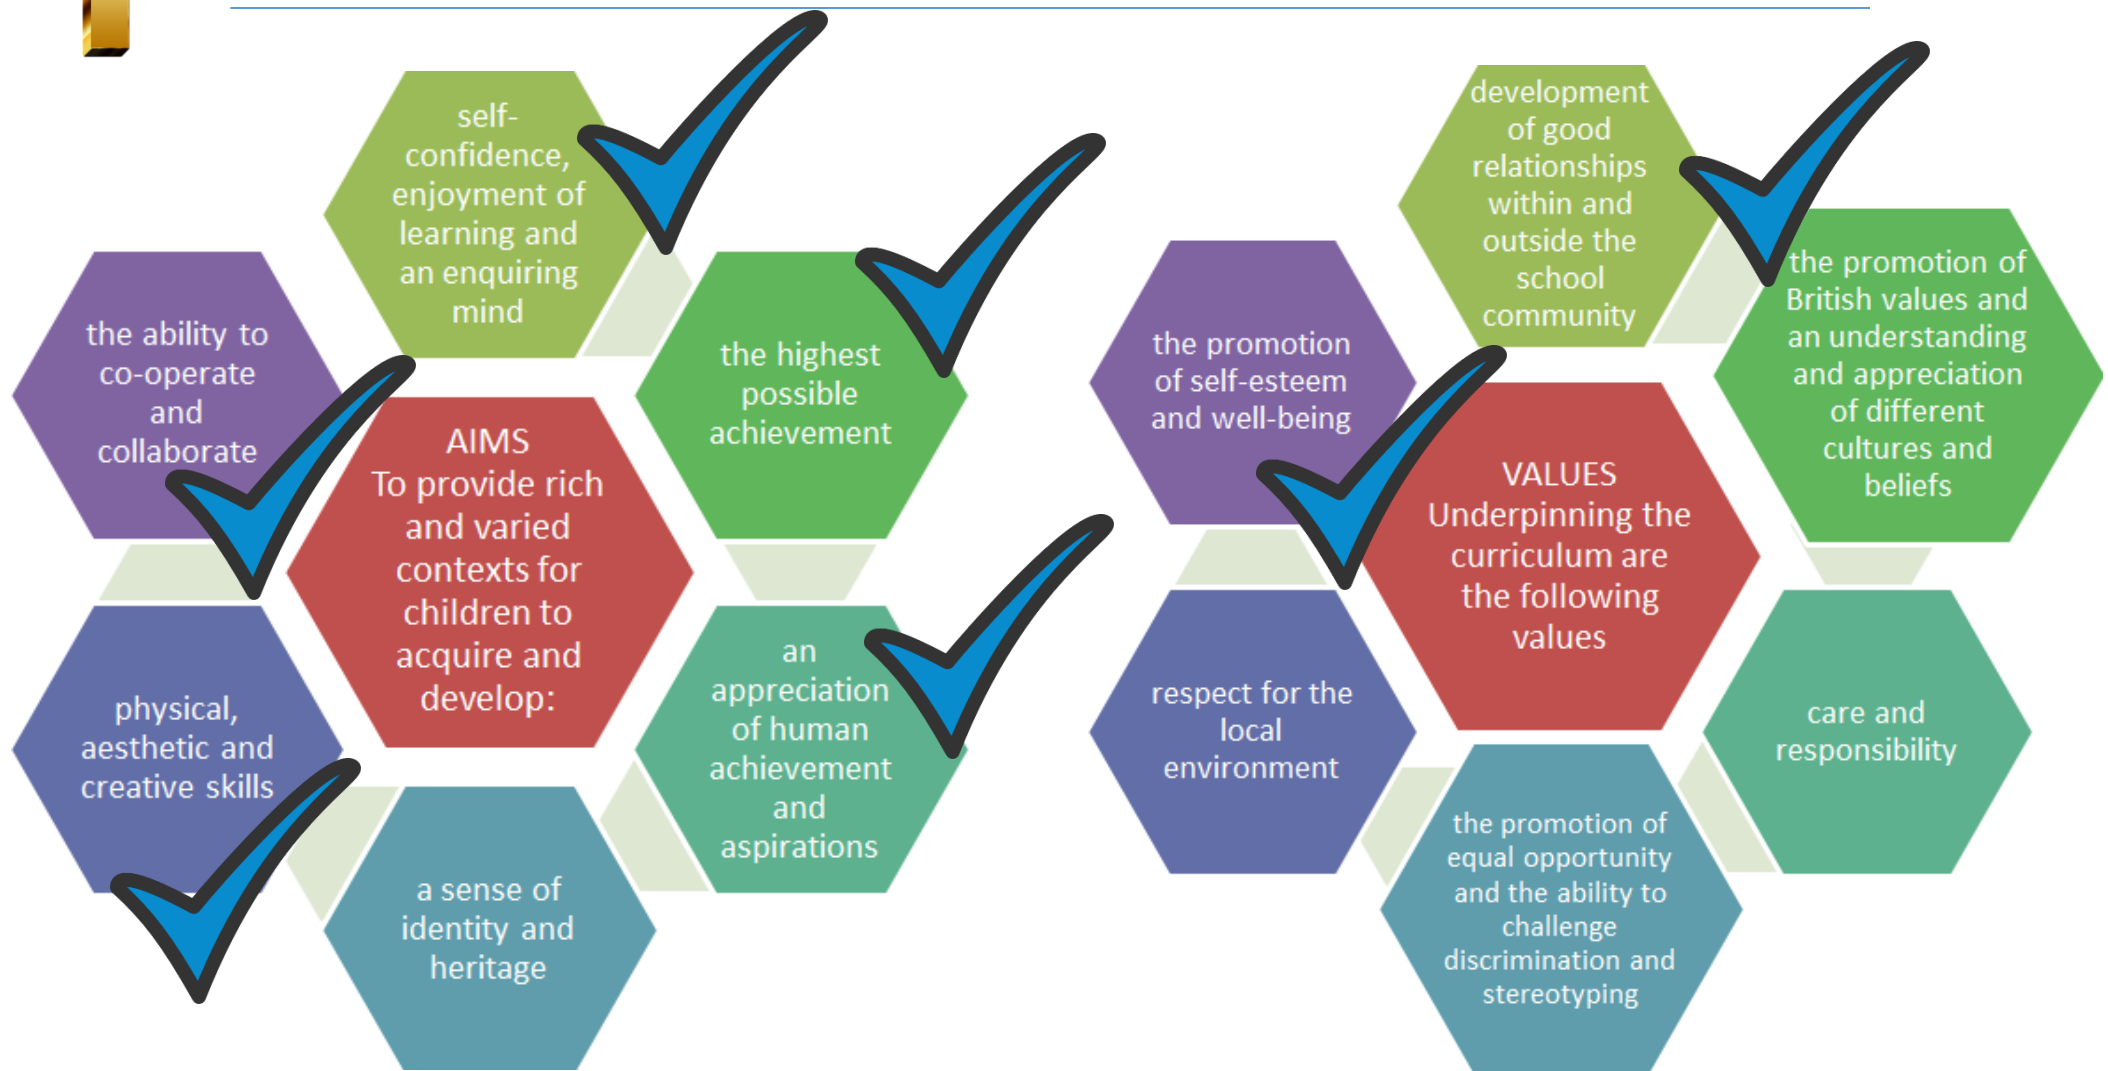 self-
confidence,
enjoyment of
learning and
an enquiring
mind
the ability to
co-operate
and
collaborate
the highest
possible
achievement
AIMS
To provide rich
and varied
contexts for
children to
acquire and
develop:
physical,
aesthetic and
creative skills
an
appreciation
of human
achievement
and
aspirations
a sense of
identity and
heritage
development
of good
relationships
within and
outside the
school
community
the promotion
of self-esteem
and well-being
the promotion of
British values and
an understanding
and appreciation
of different
cultures and
beliefs
VALUES
Underpinning the
curriculum are
the following
values
respect for the
local
environment
care and
responsibility
the promotion of
equal opportunity
and the ability to
challenge
discrimination and
stereotyping